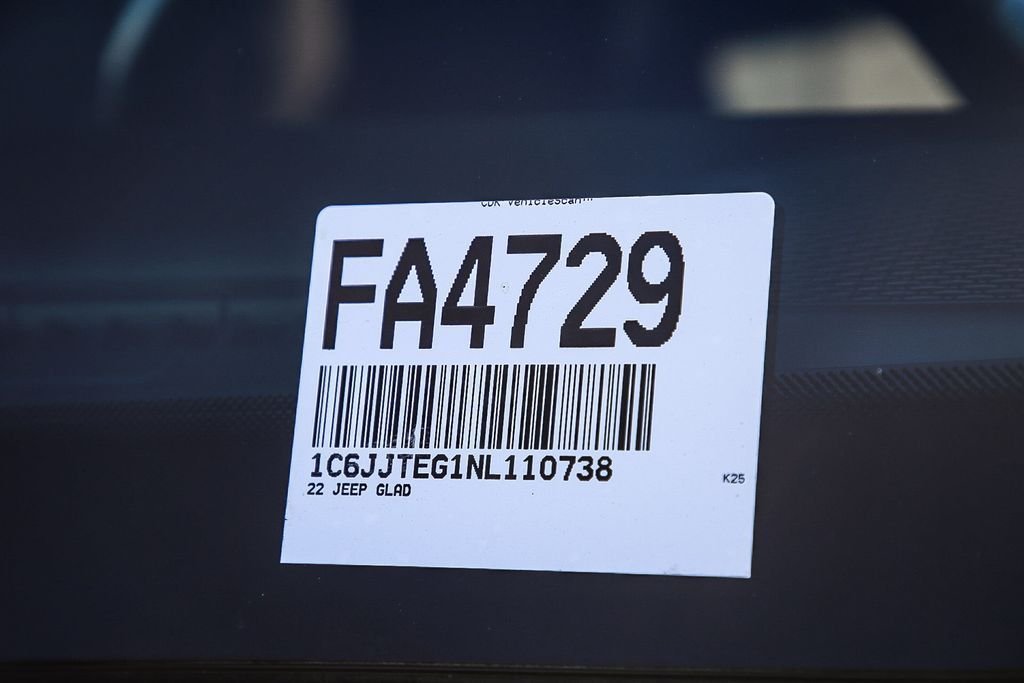 CDK VehicleScan
FA4729
1C6JJTEG1NL110738
22 JEEP GLAD
K25